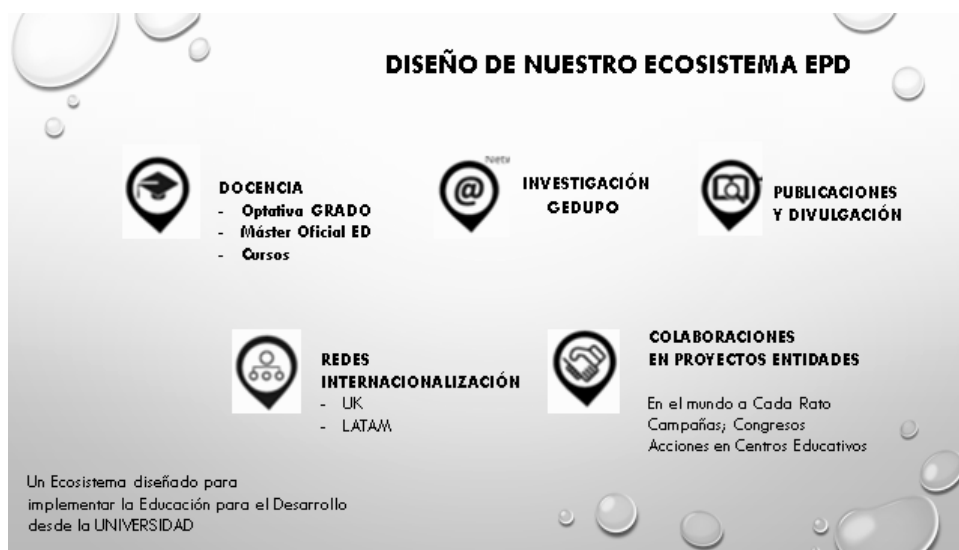 DISEÑO DE NUESTRO ECOSISTEMA EPD
DOCENCIA
- Optativa GRADO
- Máster Oficial ED
- Cursos
@
INVESTIGACIÓN
GEDUPO
PUBLICACIONES
Y DIVULGACIÓN
REDES
INTERNACIONALIZACIÓN
- UK
- LATAM
COLABORACIONES
EN PROYECTOS ENTIDADES
En el mundo a Cada Rato
Campañas; Congresos
Acciones en Centros Educativos
Un Ecosistema diseñado para
implementar la Educación para el Desarrollo
desde la UNIVERSIDAD